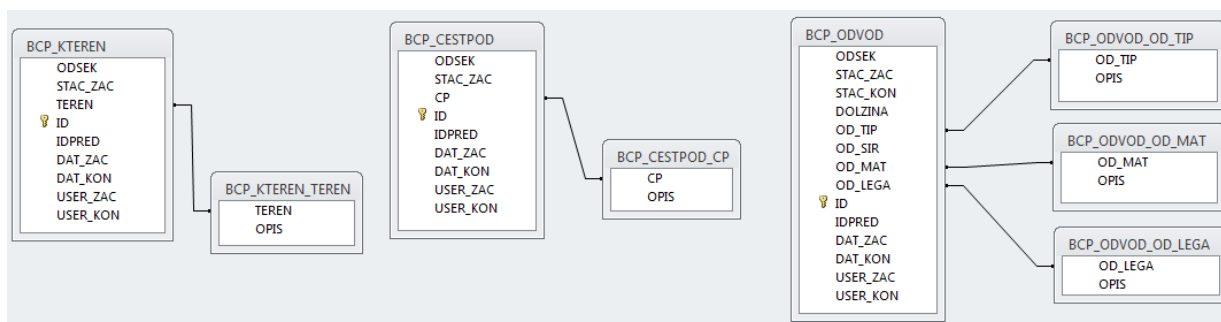 BCP_KTEREN
ODSEK
STAC_ZAC
TEREN
ID
IDPRED
DAT_ZAC
DAT_KON
USER_ZAC
USER_KON
BCP_KTEREN_TEREN
TEREN
OPIS
BCP_CESTPOD
ODSEK
STAC_ZAC
CP
ID
IDPRED
DAT_ZAC
DAT_KON
USER_ZAC
USER_KON
BCP_CESTPOD_CP
CP
OPIS
BCP_ODVOD
ODSEK
STAC_ZAC
STAC_KON
DOLZINA
OD_TIP
OD_SIR
OD_MAT
OD_LEGA
ID
IDPRED
DAT_ZAC
DAT_KON
USER_ZAC
USER_KON
BCP_ODVOD_OD_TIP
OD_TIP
OPIS
BCP_ODVOD_OD_MAT
OD_MAT
OPIS
BCP_ODVOD_OD_LEGA
OD_LEGA
OPIS